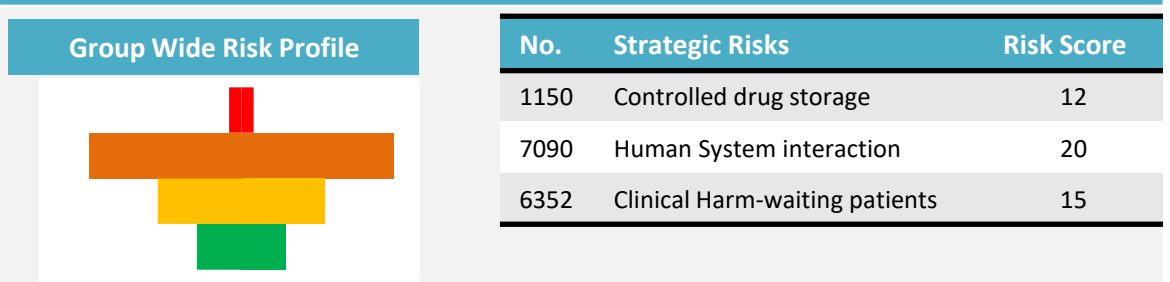 Group Wide Risk Profile
No. Strategic Risks Risk Score
1150 Controlled drug storage 12
7090 Human System interaction 20
6352 Clinical Harm-waiting patients 15